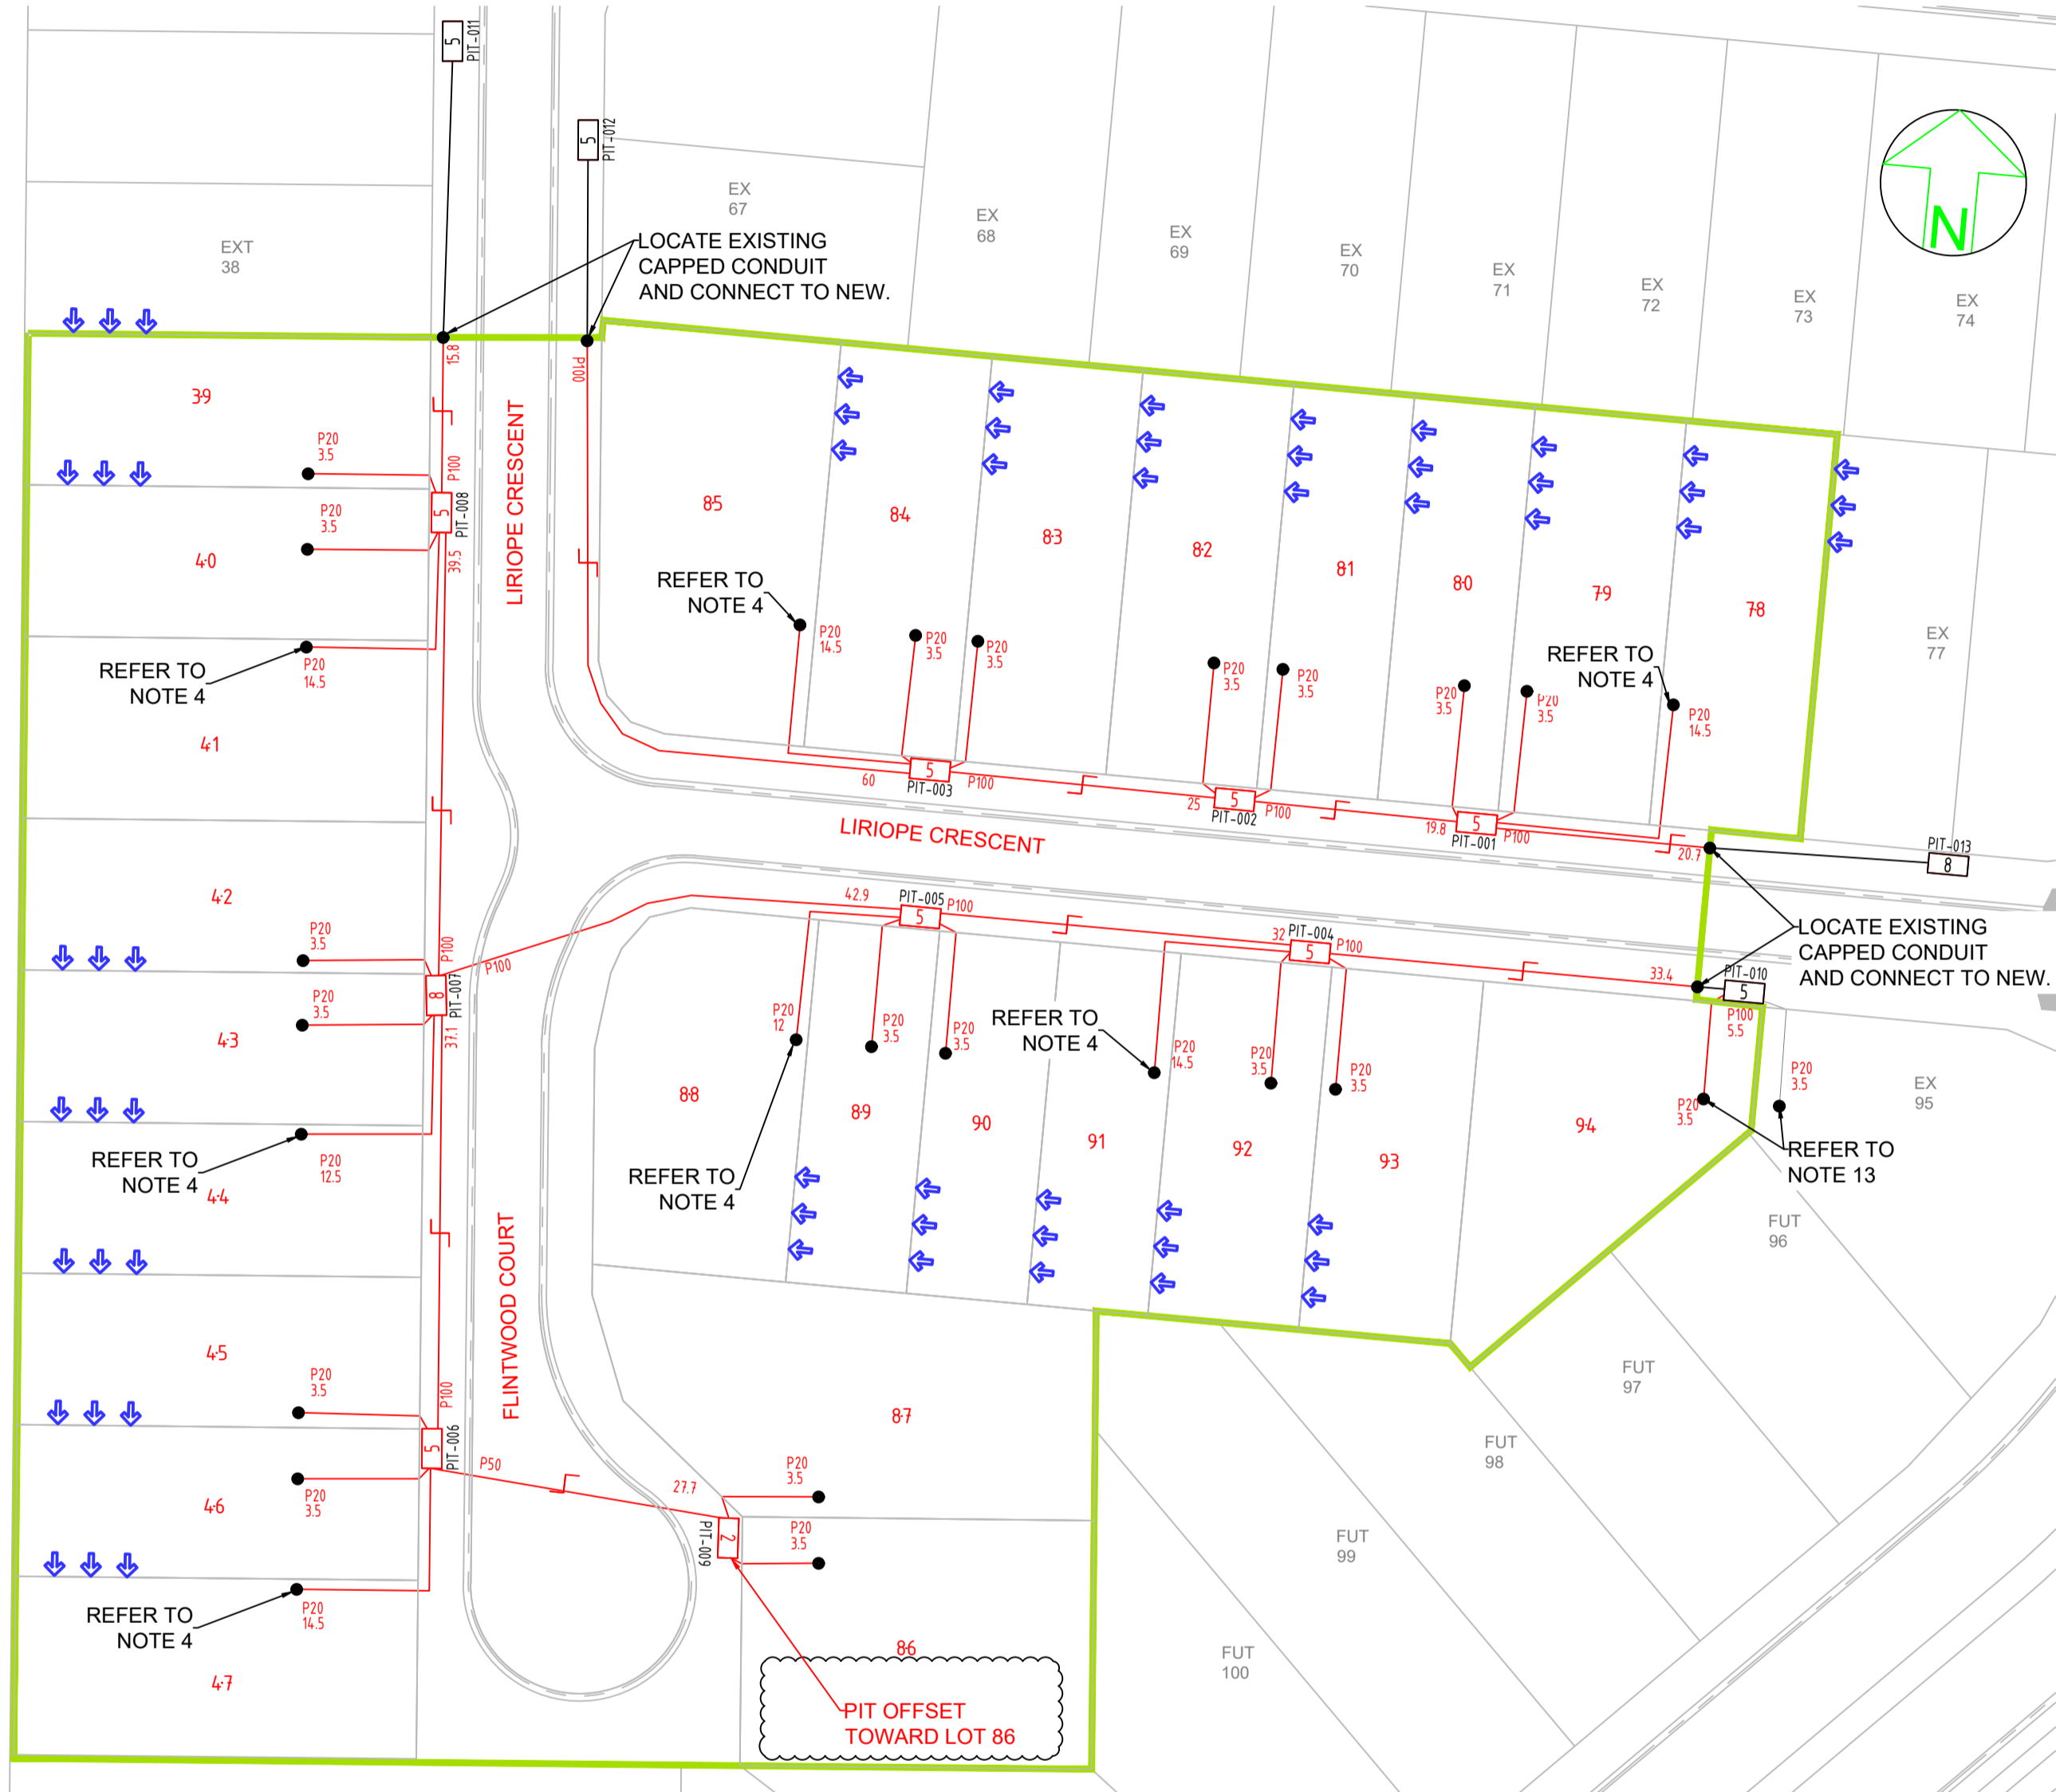 5
PIT-011
5
PIT-012
EXT
38
EX
67
EX
68
EX
69
EX
70
EX
71
EX
72
EX
73
EX
74
N
LOCATE EXISTING
CAPPED CONDUIT
AND CONNECT TO NEW.
15.8
P100
39
P20
3.5
P100
5
PIT-008
P20
3.5
40
39.5
LIRIOPE CRESCENT
REFER TO
NOTE 4
P20
14.5
41
85
84
83
82
81
80
79
78
EX
77
REFER TO
NOTE 4
P20
14.5
P20
3.5
P20
3.5
P20
3.5
P20
3.5
P20
3.5
P20
3.5
REFER TO
NOTE 4
P20
14.5
60
5
PIT-003
P100
25
5
PIT-002
P100
19.8
5
PIT-001
P100
20.7
PIT-013
8
LIRIOPE CRESCENT
42
P20
3.5
P100
8
PIT-007
P100
P20
3.5
43
37.1
42.9
PIT-005
5
P100
32
PIT-004
5
P100
33.4
PIT-010
5
LOCATE EXISTING
CAPPED CONDUIT
AND CONNECT TO NEW.
P100
5.5
P20
12
P20
3.5
P20
3.5
REFER TO
NOTE 4
P20
14.5
P20
3.5
P20
3.5
P20
3.5
P20
3.5
EX
95
REFER TO
NOTE 13
88
89
90
91
92
93
94
REFER TO
NOTE 4
REFER TO
NOTE 4
P20
12.5
44
FUT
96
FUT
97
FUT
98
FUT
99
FUT
100
FLINTWOOD COURT
45
P20
3.5
P100
5
PIT-006
46
P20
3.5
P50
27.7
87
P20
3.5
2
PIT-009
P20
3.5
REFER TO
NOTE 4
P20
14.5
47
86
PIT OFFSET
TOWARD LOT 86